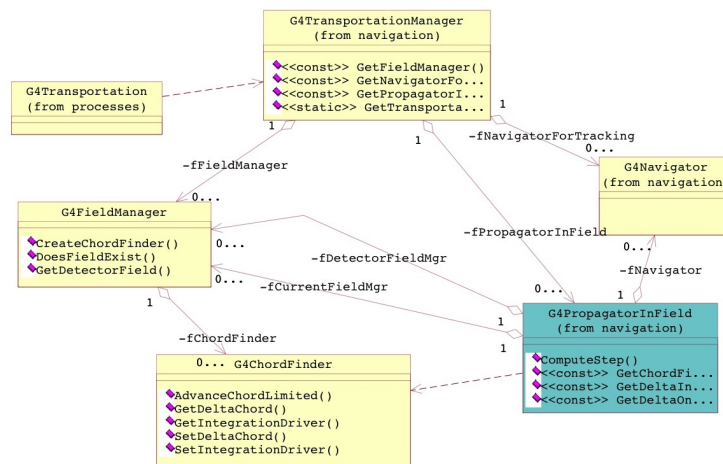 G4TransportationManager
(from navigation)
<<const>> GetFieldManager()
<<const>> GetNavigatorFo...
<<const>> GetPropagatorI...
<<static>> GetTransporta...
G4Transportation
(from processes)
1
1
1
-fNavigatorForTracking
0...
-fFieldManager
G4Navigator
(from navigation)
0...
G4FieldManager
CreateChordFinder()
DoesFieldExist()
GetDetectorField()
0...
-fPropagatorInField
0...
-fDetectorFieldMgr
-fNavigator
0...
-fCurrentFieldMgr
0...
1
1
1
1
G4PropagatorInField
(from navigation)
ComputeStep()
<<const>> GetChordFi...
<<const>> GetDeltaIn...
<<const>> GetDeltaOn...
-fChordFinder
0...
G4ChordFinder
AdvanceChordLimited()
GetDeltaChord()
GetIntegrationDriver()
SetDeltaChord()
SetIntegrationDriver()